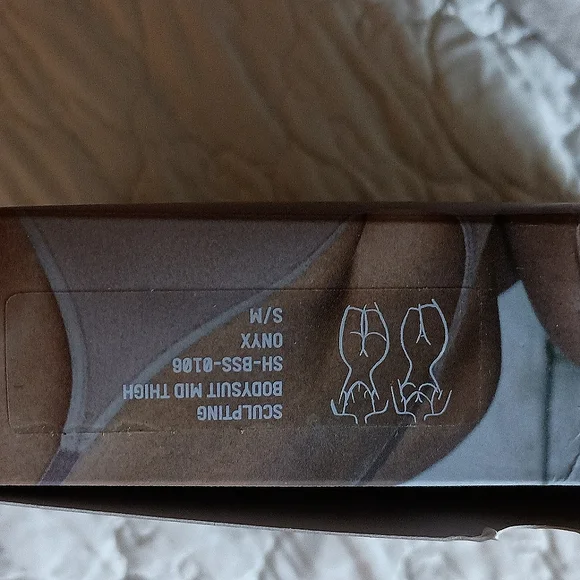 SCULPTING
BODYSUIT MID THIGH
SH-BSS-0106
ONYX
S/M